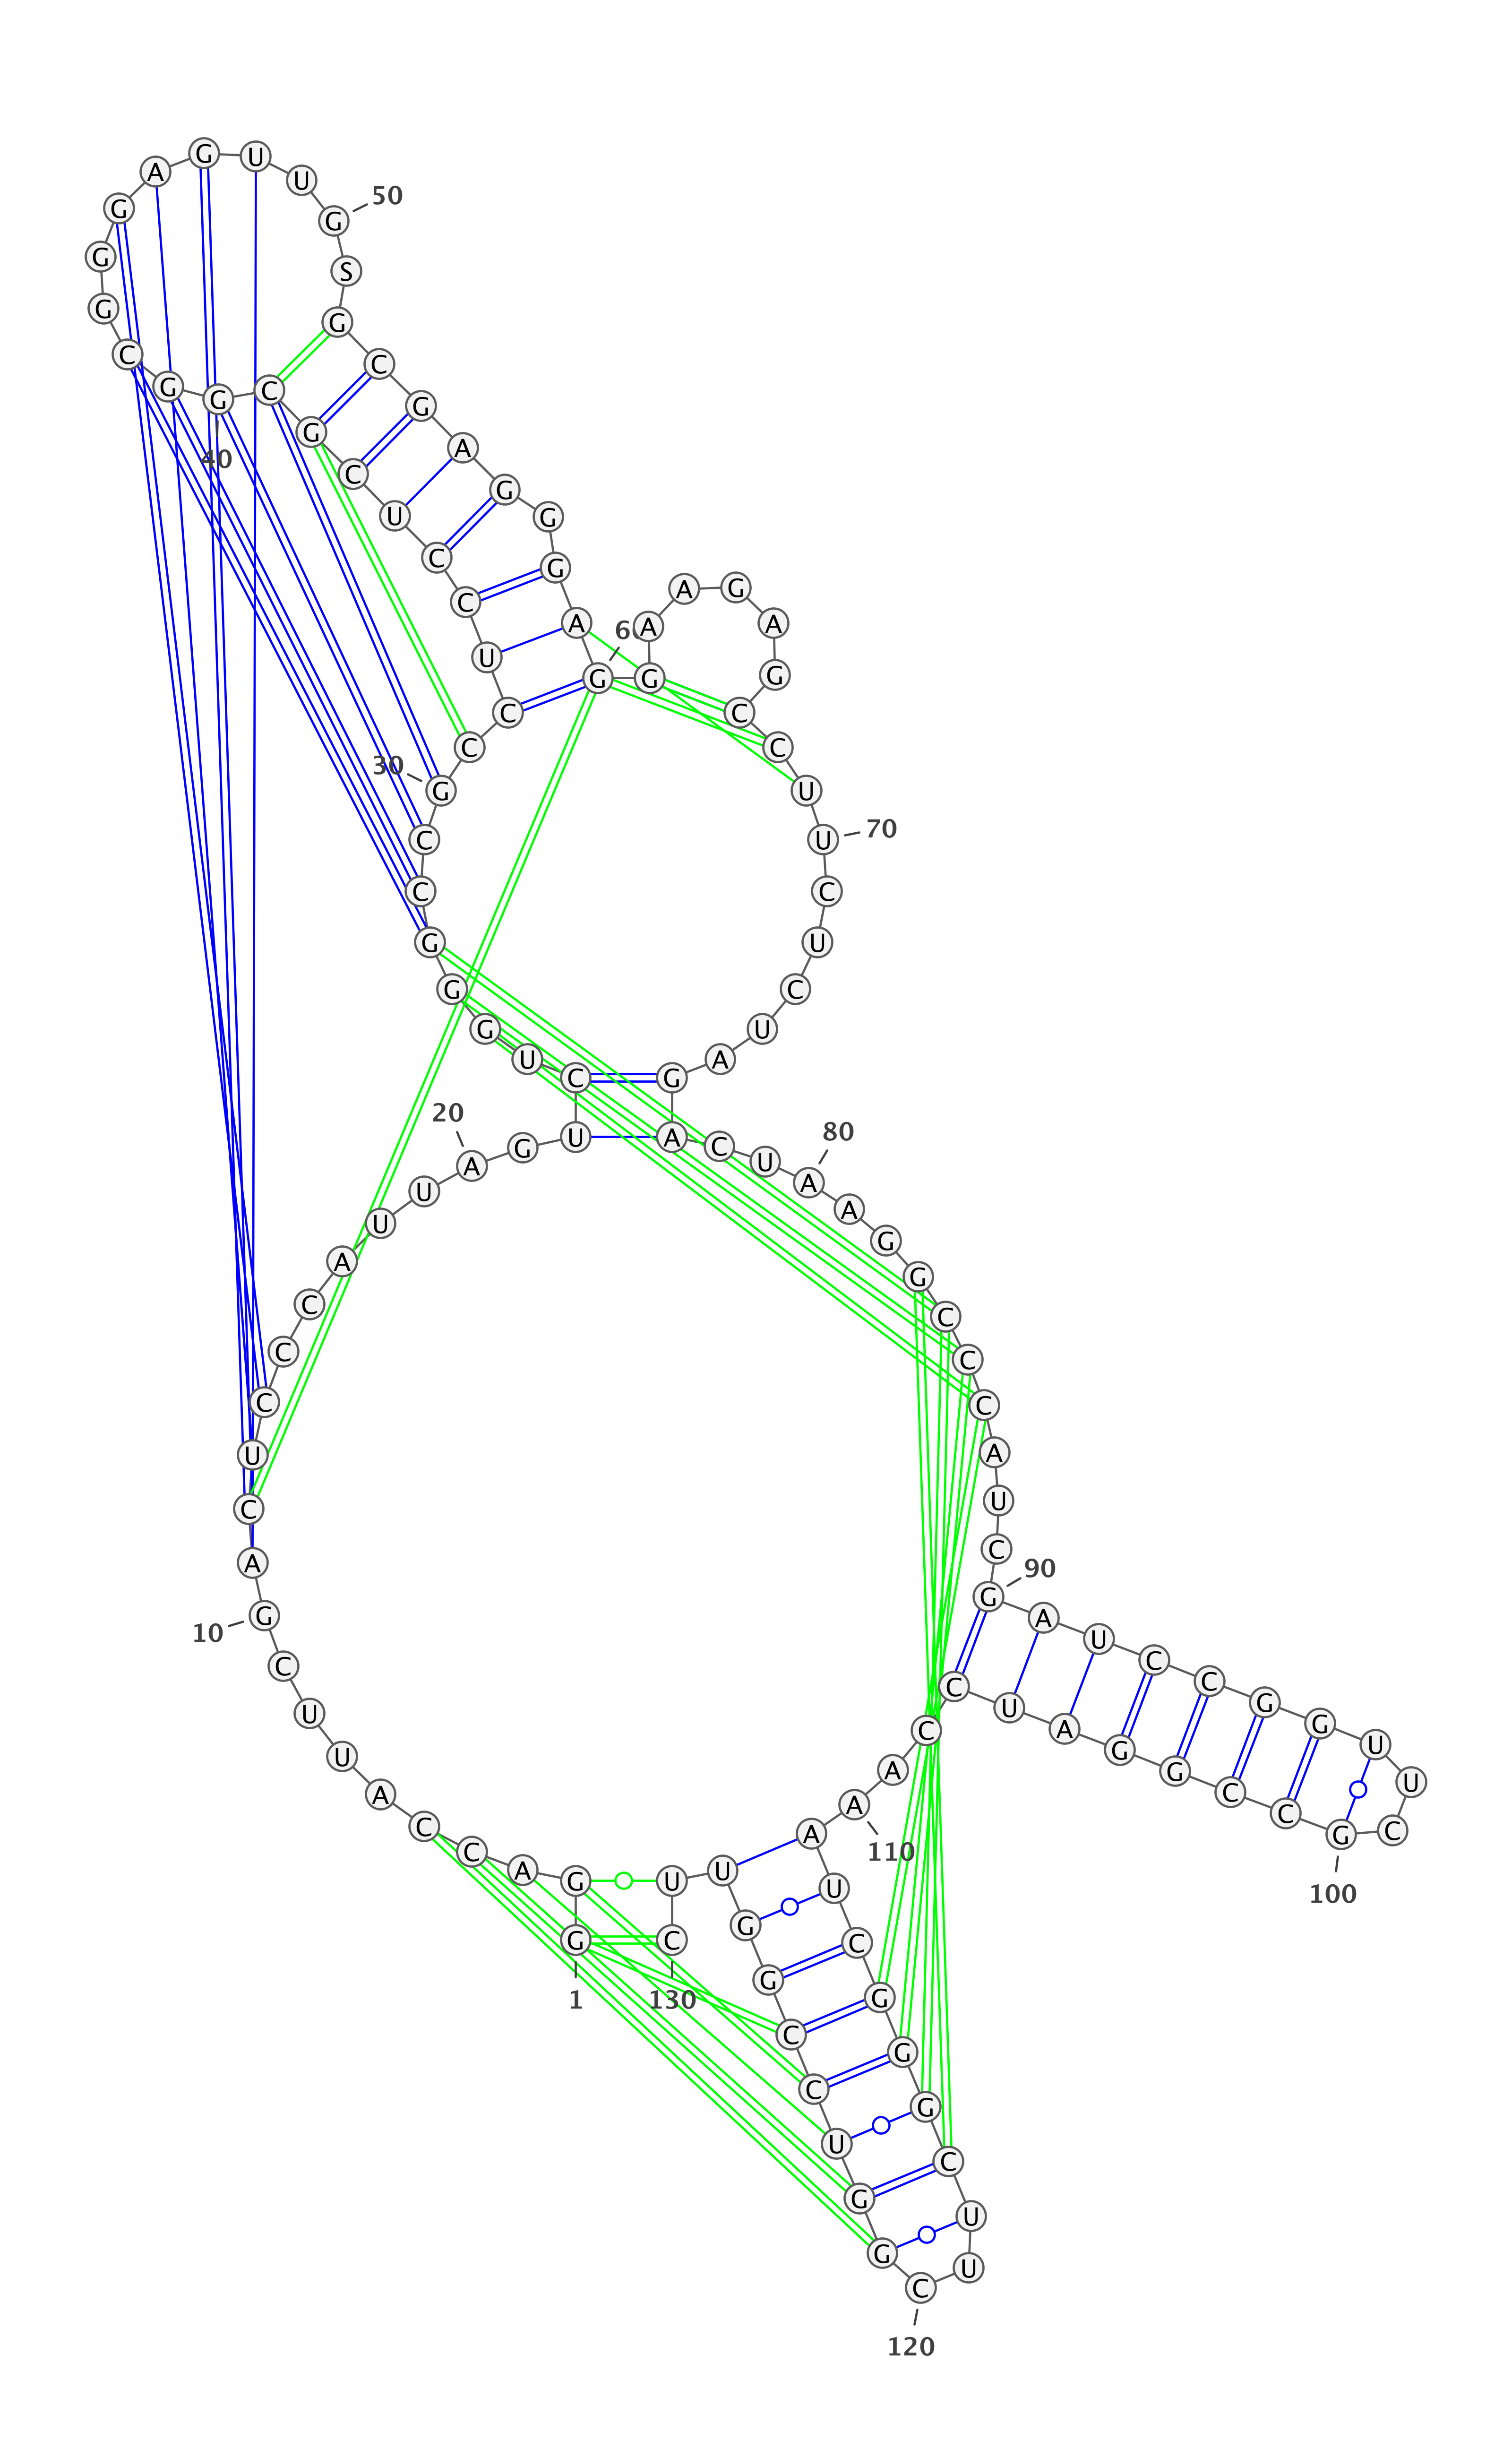 1
G G A C C A U U C G
10
A C U C C C A U U A
20
G U C U G G G C C G
30
C C U C C U C G C G
40
G C G G G A G U U G
50
S G C G A G G G A G
60
G A A G A G C C U U
70
C U C U A G A C U A
80
A G G C C C A U C G
90
A U C C G G U U C G
100
C C G G A U C C A A
110
A U C G G G C U U C
120
G G U C C G G U U C
130